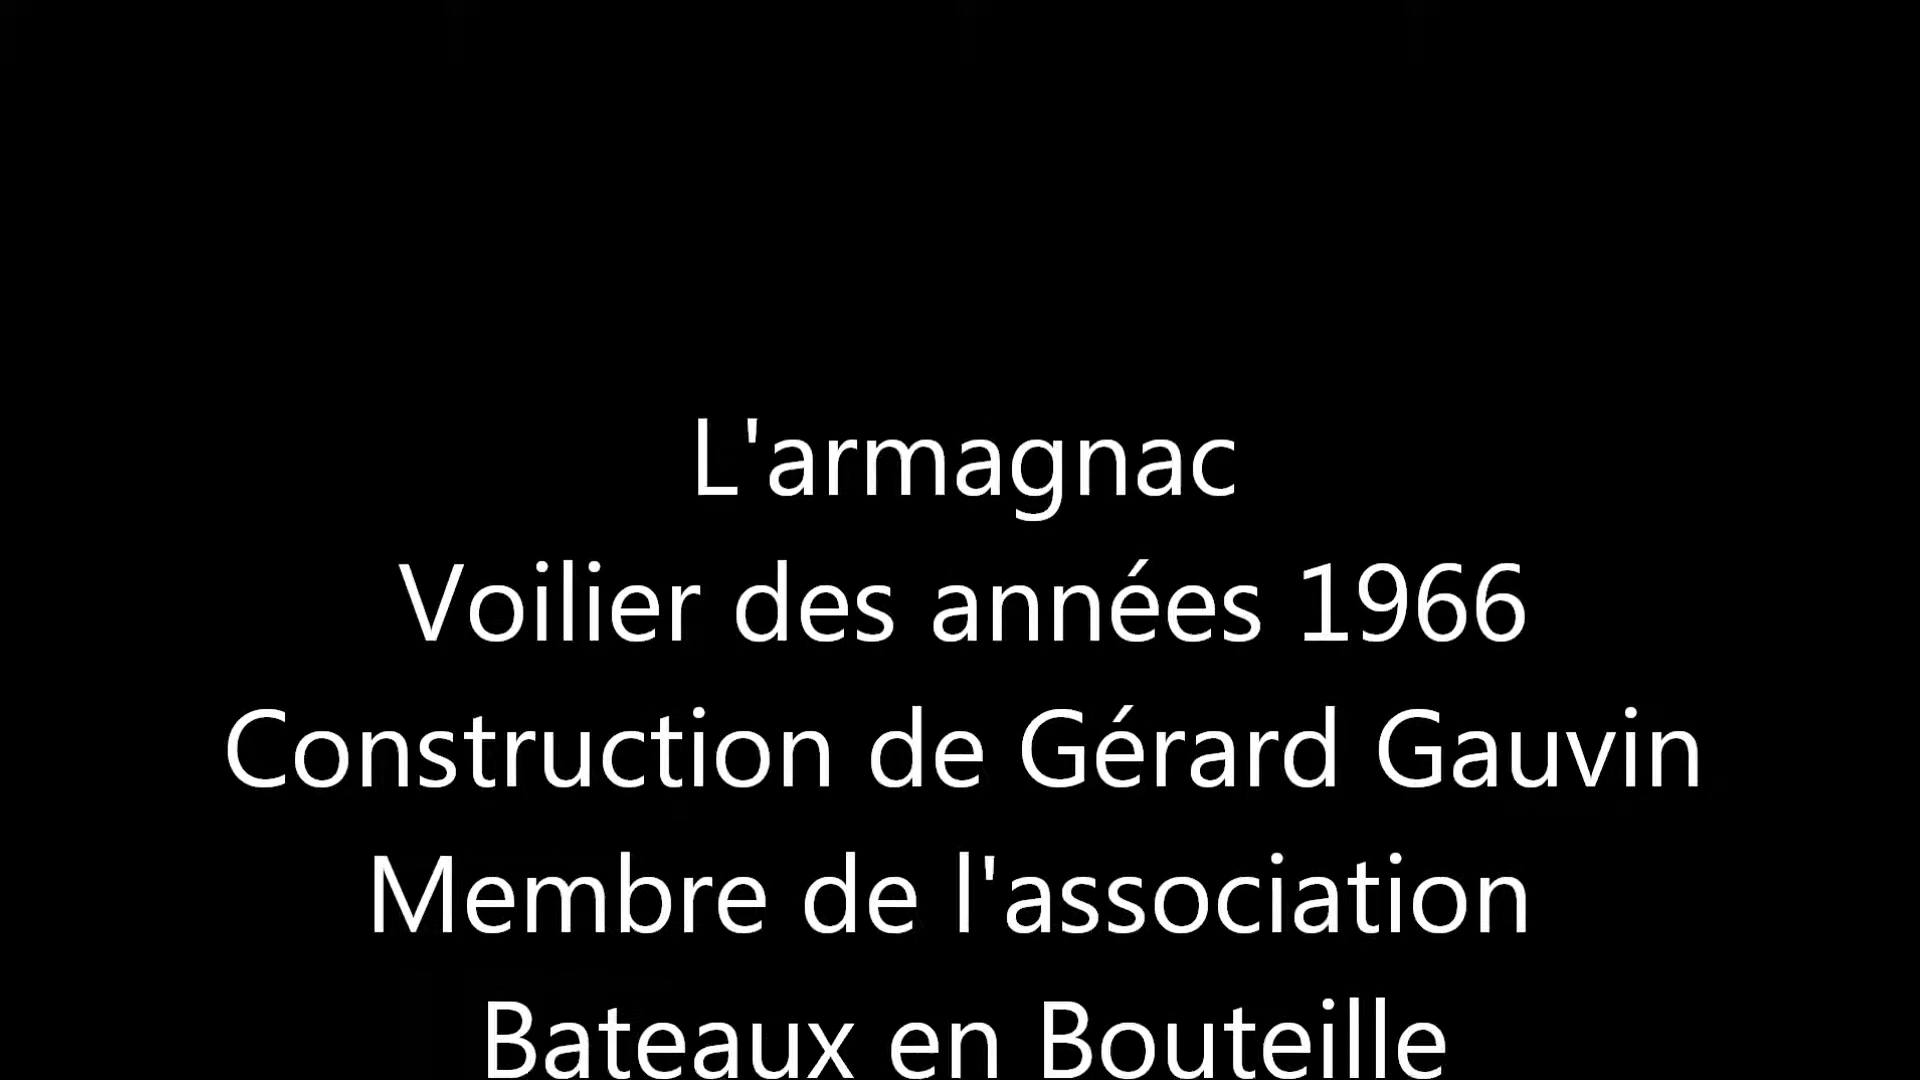 L'armagnac
Voilier des années 1966
Construction de Gérard Gauvin
Membre de l'association
Bateaux en Bouteille